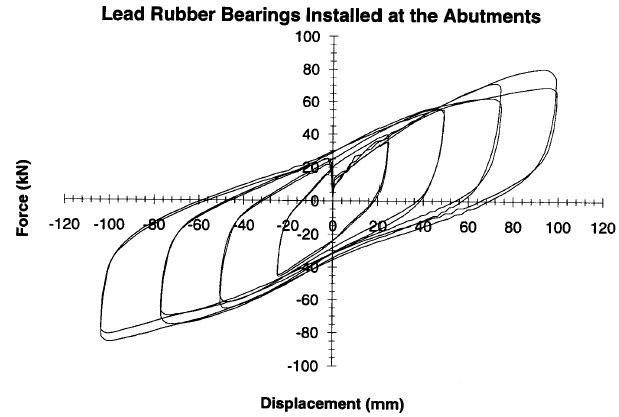 Lead Rubber Bearings Installed at the Abutments
100
80
60
40
20
0
-120 -100 -80 -60 -40 -20 0 20 40 60 80 100 120
-20
-40
-60
-80
-100
Force (kN)
Displacement (mm)